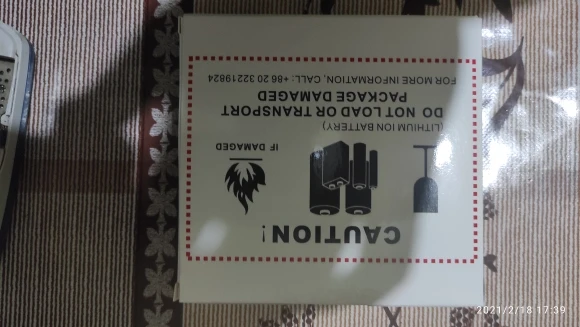 CAUTION!
IF DAMAGED
(LITHIUM ION BATTERY)
DO NOT LOAD OR TRANSPORT
PACKAGE DAMAGED
FOR MORE INFORMATION, CALL: +86 20 32219824
2021/2/18 17:39